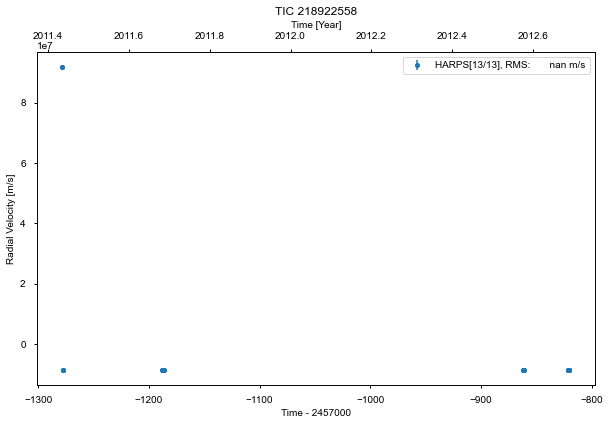 TIC 218922558
Time [Year]
2011.4 2011.6 2011.8 2012.0 2012.2 2012.4 2012.6
1e7
HARPS[13/13], RMS: nan m/s
8
6
4
2
0
Radial Velocity [m/s]
−1300 −1200 −1100 −1000 −900 −800
Time - 2457000